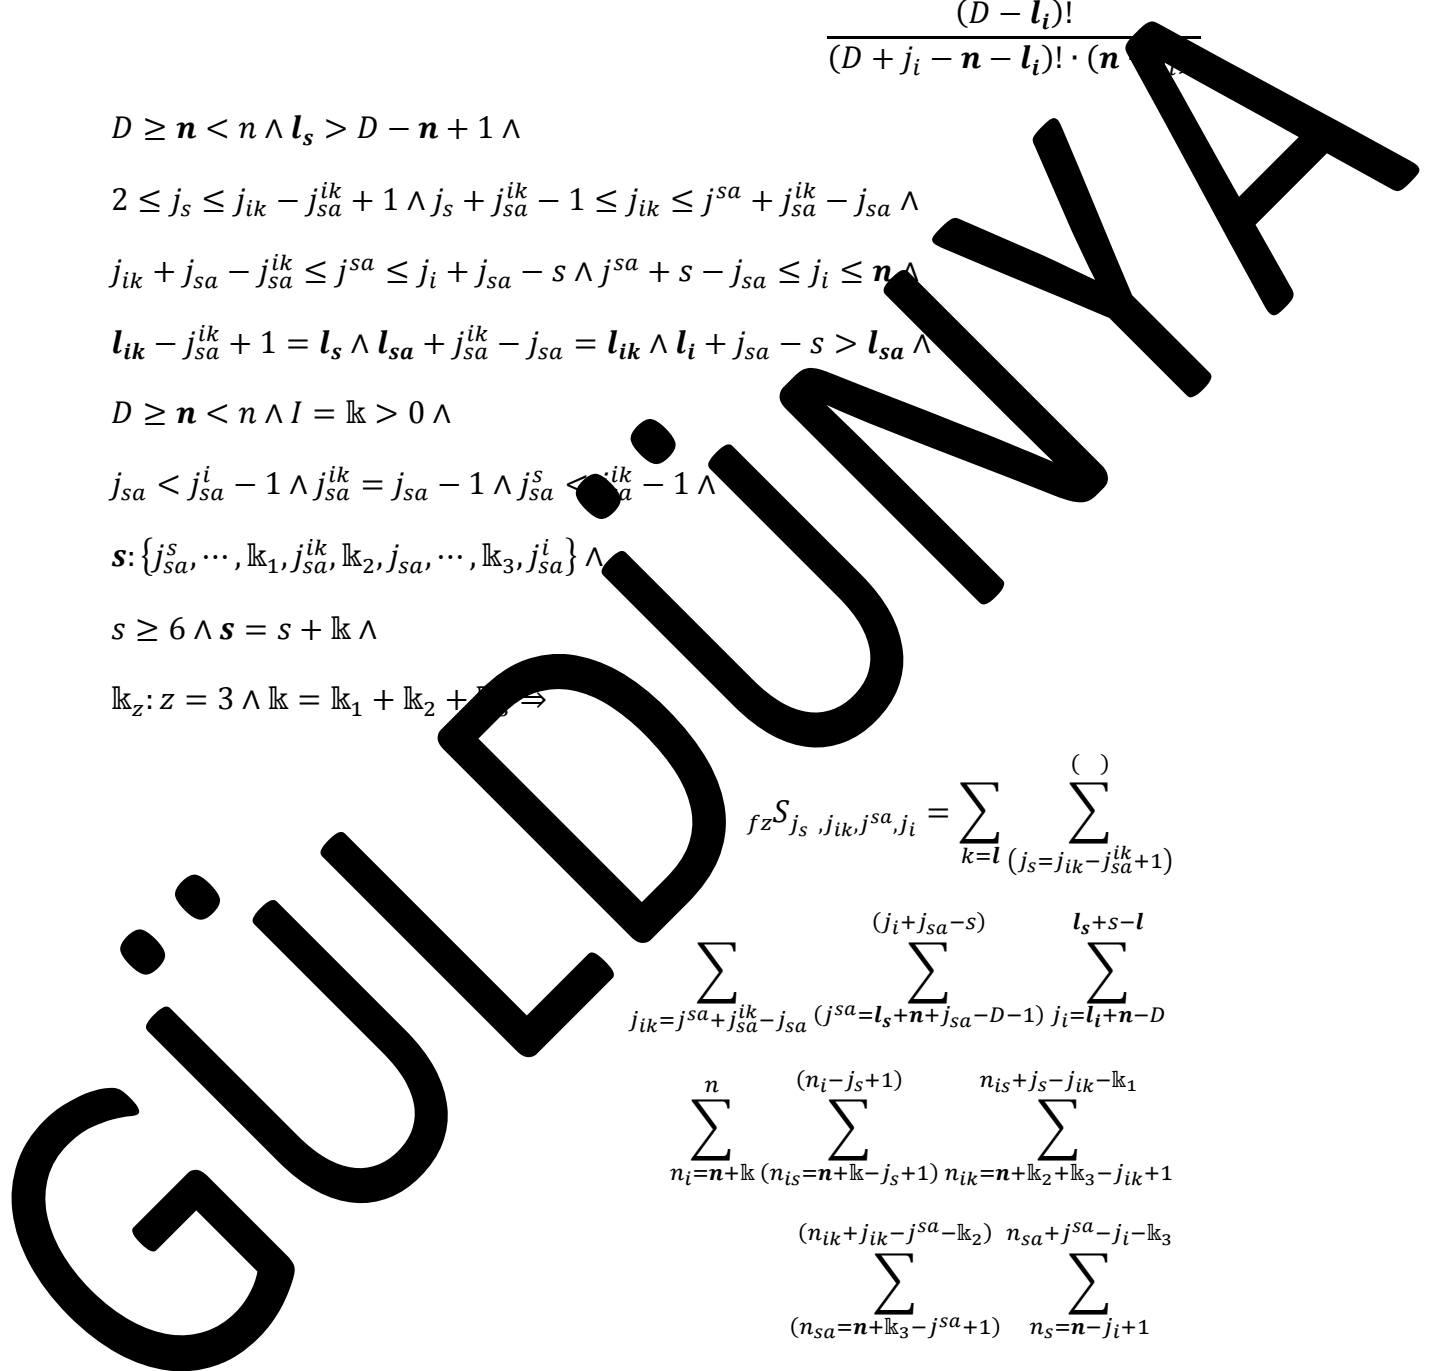 (D − l_i)!
(D + j_i − n − l_i)! · (n
D ≥ n < n ∧ l_s > D − n + 1 ∧
2 ≤ j_s ≤ j_ik − j_sa^ik + 1 ∧ j_s + j_sa^ik − 1 ≤ j_ik ≤ j^sa + j_sa^ik − j_sa ∧
j_ik + j_sa − j_sa^ik ≤ j^sa ≤ j_i + j_sa − s ∧ j^sa + s − j_sa ≤ j_i ≤ n ∧
l_ik − j_sa^ik + 1 = l_s ∧ l_sa + j_sa^ik − j_sa = l_ik ∧ l_i + j_sa − s > l_sa ∧
D ≥ n < n ∧ I = 𝕜 > 0 ∧
j_sa < j_sa^i − 1 ∧ j_sa^ik = j_sa − 1 ∧ j_sa^s < j_sa^ik − 1 ∧
s: {j_sa^s, ⋯, 𝕜_1, j_sa^ik, 𝕜_2, j_sa, ⋯, 𝕜_3, j_sa^i} ∧
s ≥ 6 ∧ s = s + 𝕜 ∧
𝕜_z: z = 3 ∧ 𝕜 = 𝕜_1 + 𝕜_2 + 𝕜_3 ⇒
fzS_{j_s ,j_ik,j^sa,j_i} = ∑_{k=l} ∑_{(j_s=j_ik−j_sa^ik+1)}^{( )}
∑_{j_ik=j^sa+j_sa^ik−j_sa} ∑_{(j^sa=l_s+n+j_sa−D−1)}^{(j_i+j_sa−s)} ∑_{j_i=l_i+n−D}^{l_s+s−l}
∑_{n_i=n+𝕜}^{n} ∑_{(n_is=n+𝕜−j_s+1)}^{(n_i−j_s+1)} ∑_{n_ik=n+𝕜_2+𝕜_3−j_ik+1}^{n_is+j_s−j_ik−𝕜_1}
∑_{(n_sa=n+𝕜_3−j^sa+1)}^{(n_ik+j_ik−j^sa−𝕜_2)} ∑_{n_s=n−j_i+1}^{n_sa+j^sa−j_i−𝕜_3}
GÜLDÜNYA